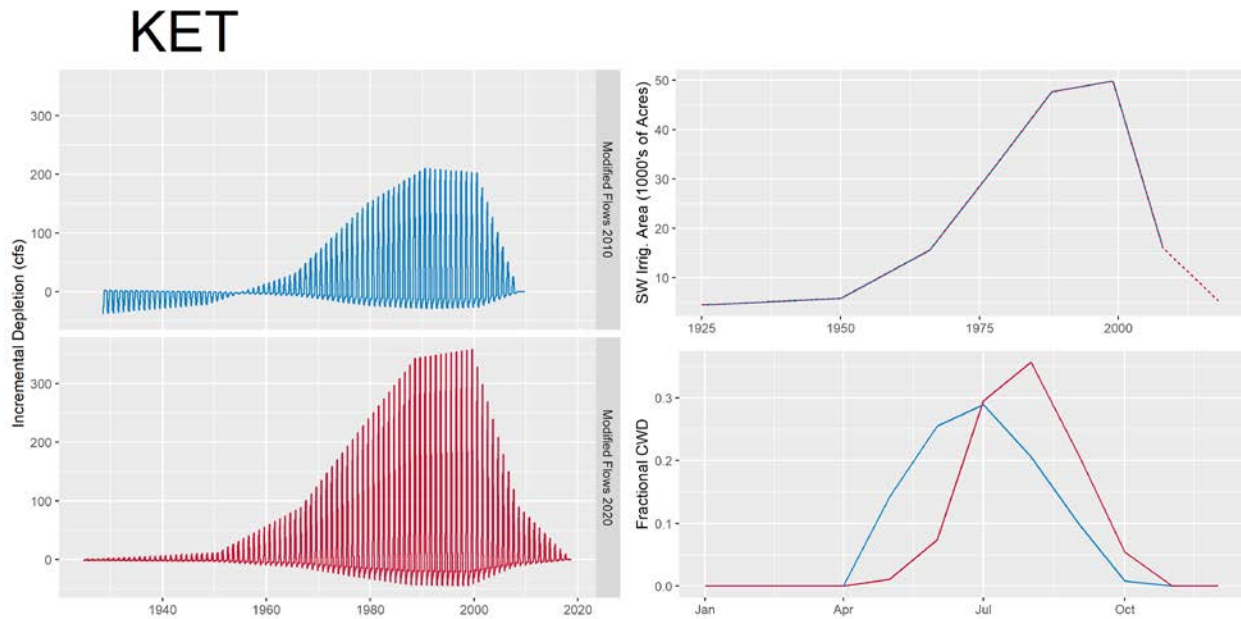 KET
Incremental Depletion (cfs)
300
200
100
0
Modified Flows 2010
300
200
100
0
Modified Flows 2020
1940
1960
1980
2000
2020
SW Irrig. Area (1000's of Acres)
50
40
30
20
10
1925
1950
1975
2000
Fractional CWD
0.3
0.2
0.1
0.0
Jan
Apr
Jul
Oct